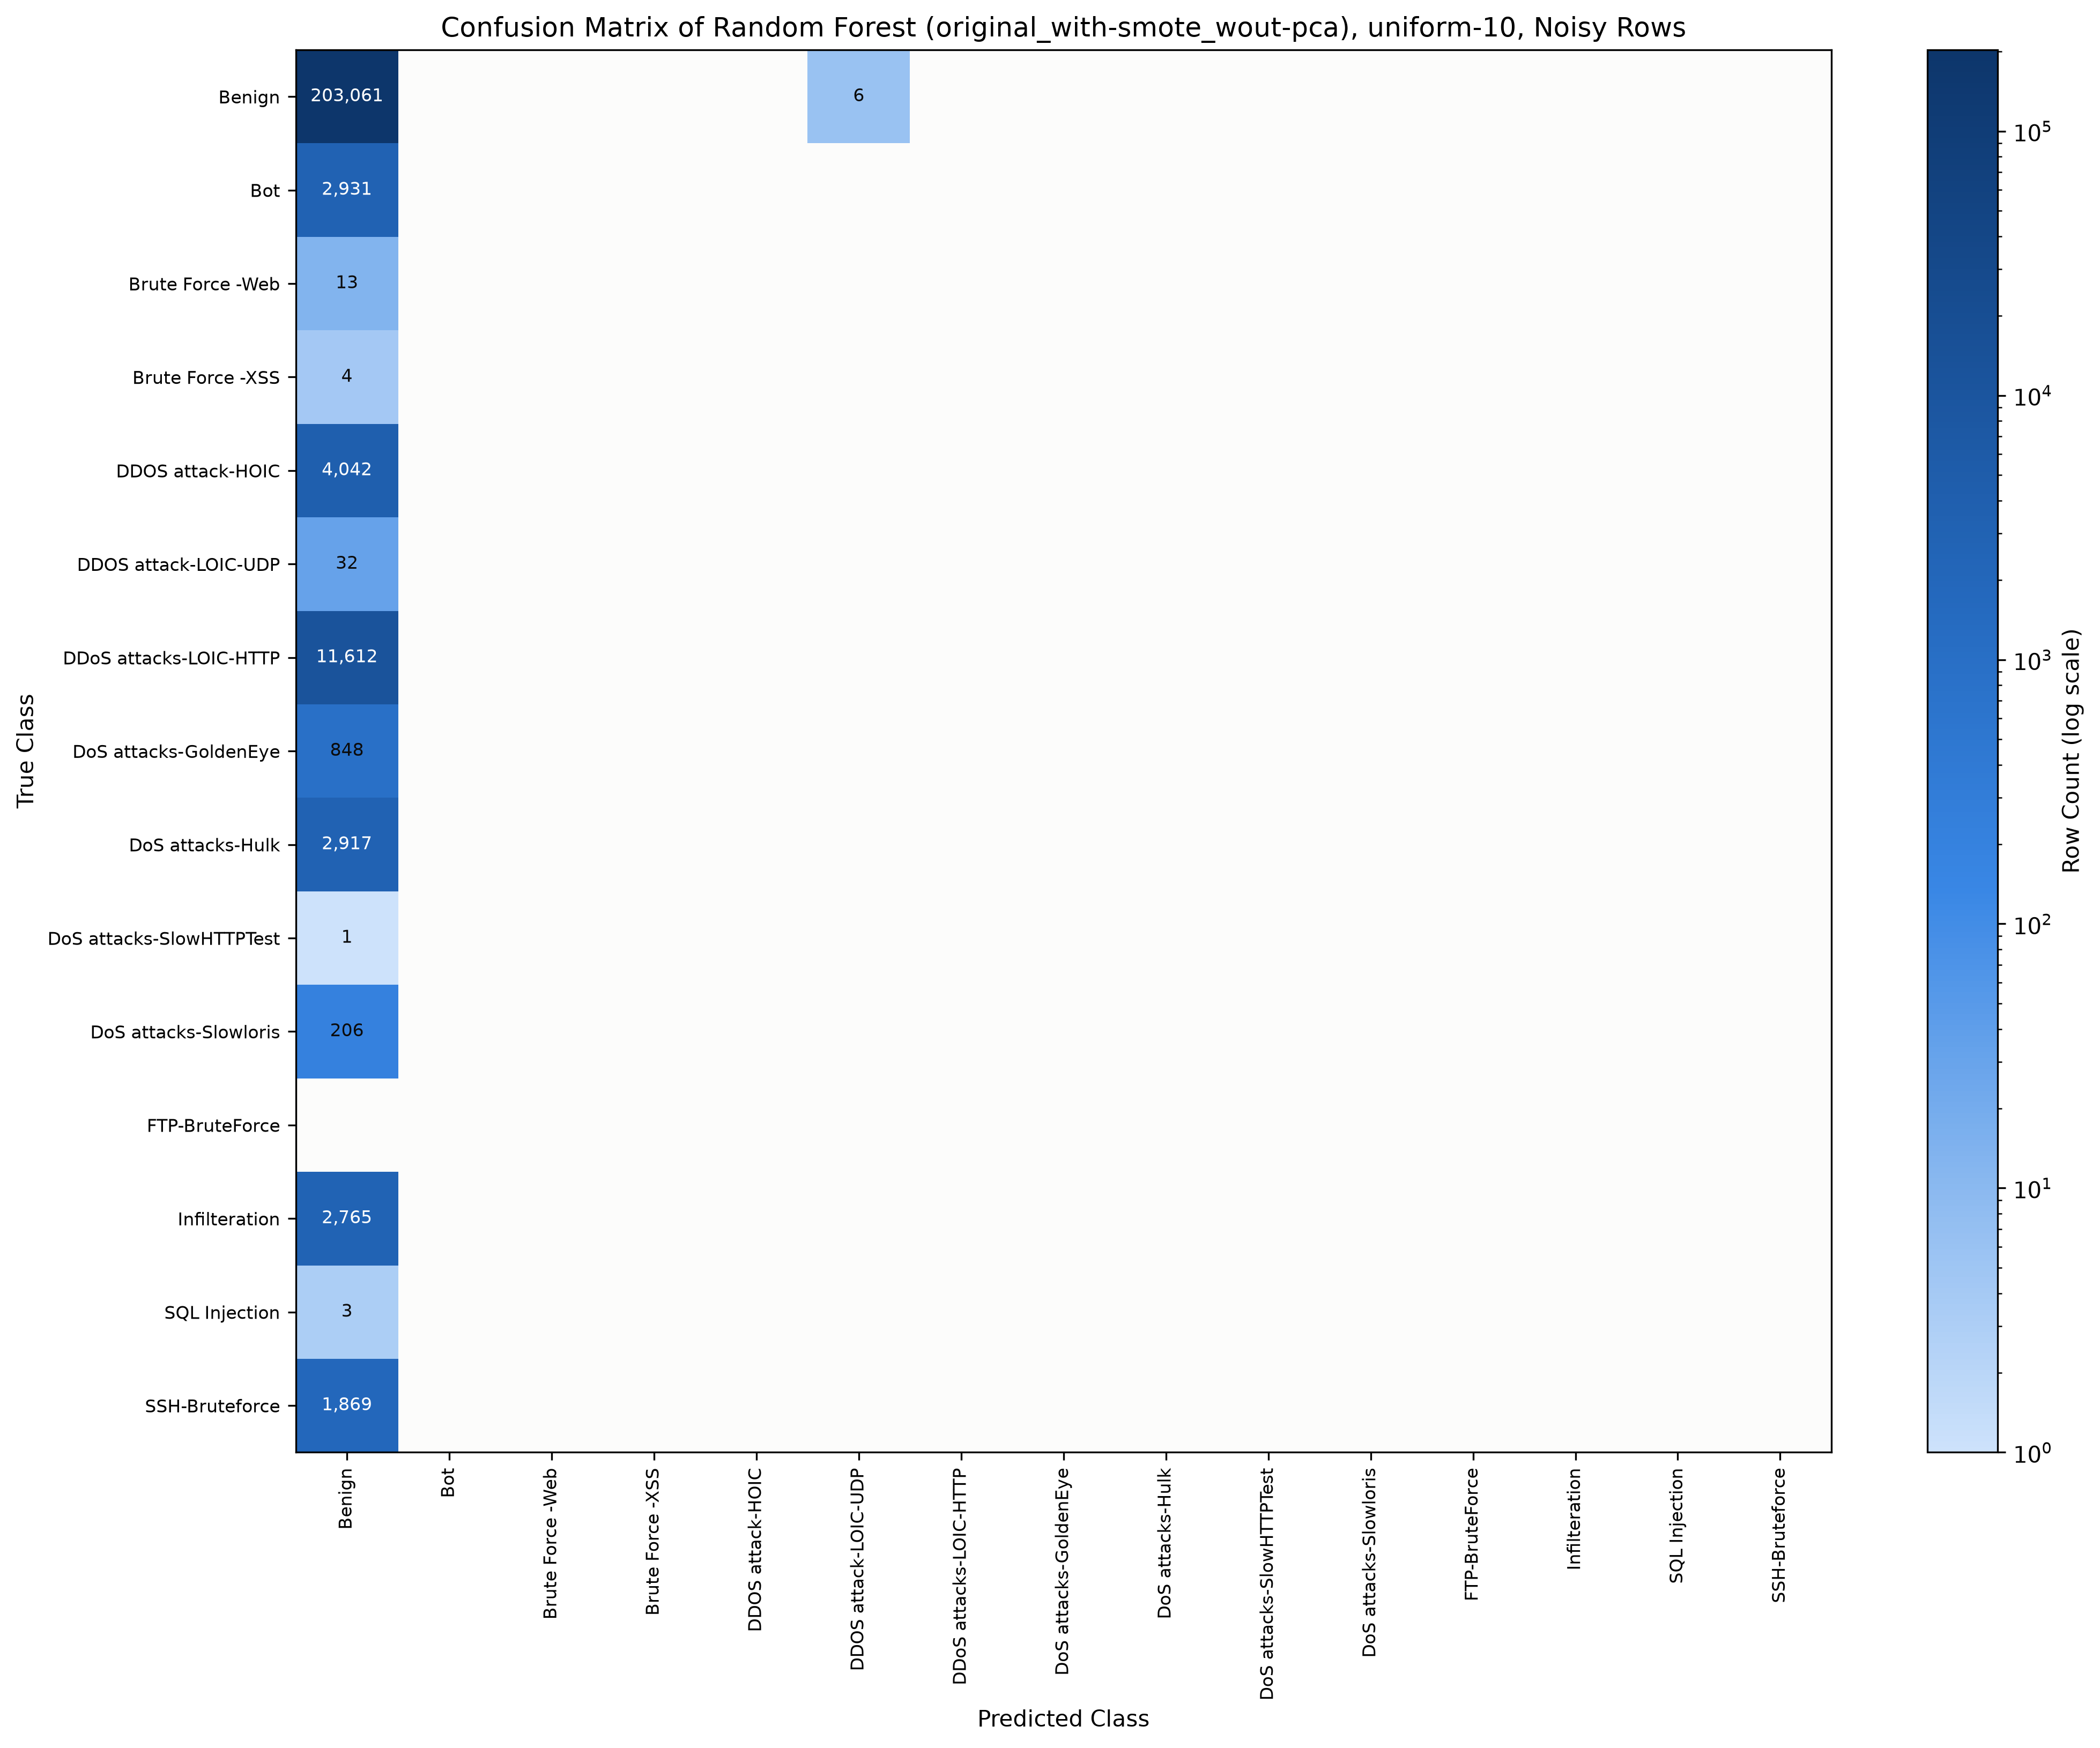 Confusion Matrix of Random Forest (original_with-smote_wout-pca), uniform-10, Noisy Rows
True Class
Benign 203,061 6
Bot 2,931
Brute Force -Web 13
Brute Force -XSS 4
DDOS attack-HOIC 4,042
DDOS attack-LOIC-UDP 32
DDoS attacks-LOIC-HTTP 11,612
DoS attacks-GoldenEye 848
DoS attacks-Hulk 2,917
DoS attacks-SlowHTTPTest 1
DoS attacks-Slowloris 206
FTP-BruteForce
Infilteration 2,765
SQL Injection 3
SSH-Bruteforce 1,869
Benign
Bot
Brute Force -Web
Brute Force -XSS
DDOS attack-HOIC
DDOS attack-LOIC-UDP
DDoS attacks-LOIC-HTTP
DoS attacks-GoldenEye
DoS attacks-Hulk
DoS attacks-SlowHTTPTest
DoS attacks-Slowloris
FTP-BruteForce
Infilteration
SQL Injection
SSH-Bruteforce
Predicted Class
10⁵
10⁴
10³
10²
10¹
10⁰
Row Count (log scale)